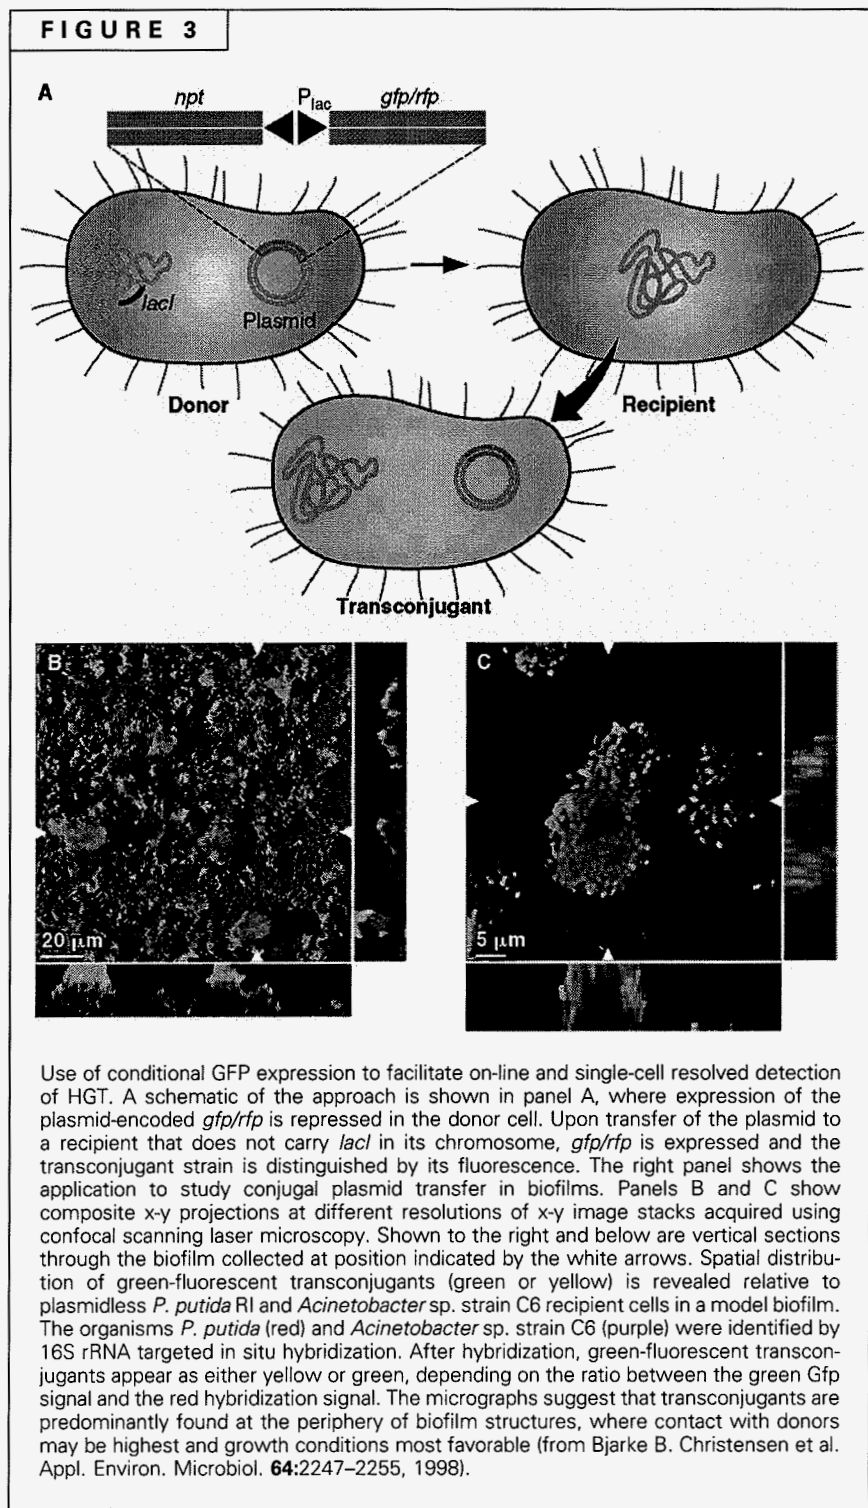 FIGURE 3
A
npt P_lac gfp/rfp
lacI
Plasmid
Donor
Recipient
Transconjugant
B
20 μm
C
5 μm
Use of conditional GFP expression to facilitate on-line and single-cell resolved detection
of HGT. A schematic of the approach is shown in panel A, where expression of the
plasmid-encoded gfp/rfp is repressed in the donor cell. Upon transfer of the plasmid to
a recipient that does not carry lacI in its chromosome, gfp/rfp is expressed and the
transconjugant strain is distinguished by its fluorescence. The right panel shows the
application to study conjugal plasmid transfer in biofilms. Panels B and C show
composite x-y projections at different resolutions of x-y image stacks acquired using
confocal scanning laser microscopy. Shown to the right and below are vertical sections
through the biofilm collected at position indicated by the white arrows. Spatial distribu-
tion of green-fluorescent transconjugants (green or yellow) is revealed relative to
plasmidless P. putida RI and Acinetobacter sp. strain C6 recipient cells in a model biofilm.
The organisms P. putida (red) and Acinetobacter sp. strain C6 (purple) were identified by
16S rRNA targeted in situ hybridization. After hybridization, green-fluorescent transcon-
jugants appear as either yellow or green, depending on the ratio between the green Gfp
signal and the red hybridization signal. The micrographs suggest that transconjugants are
predominantly found at the periphery of biofilm structures, where contact with donors
may be highest and growth conditions most favorable (from Bjarke B. Christensen et al.
Appl. Environ. Microbiol. 64:2247–2255, 1998).